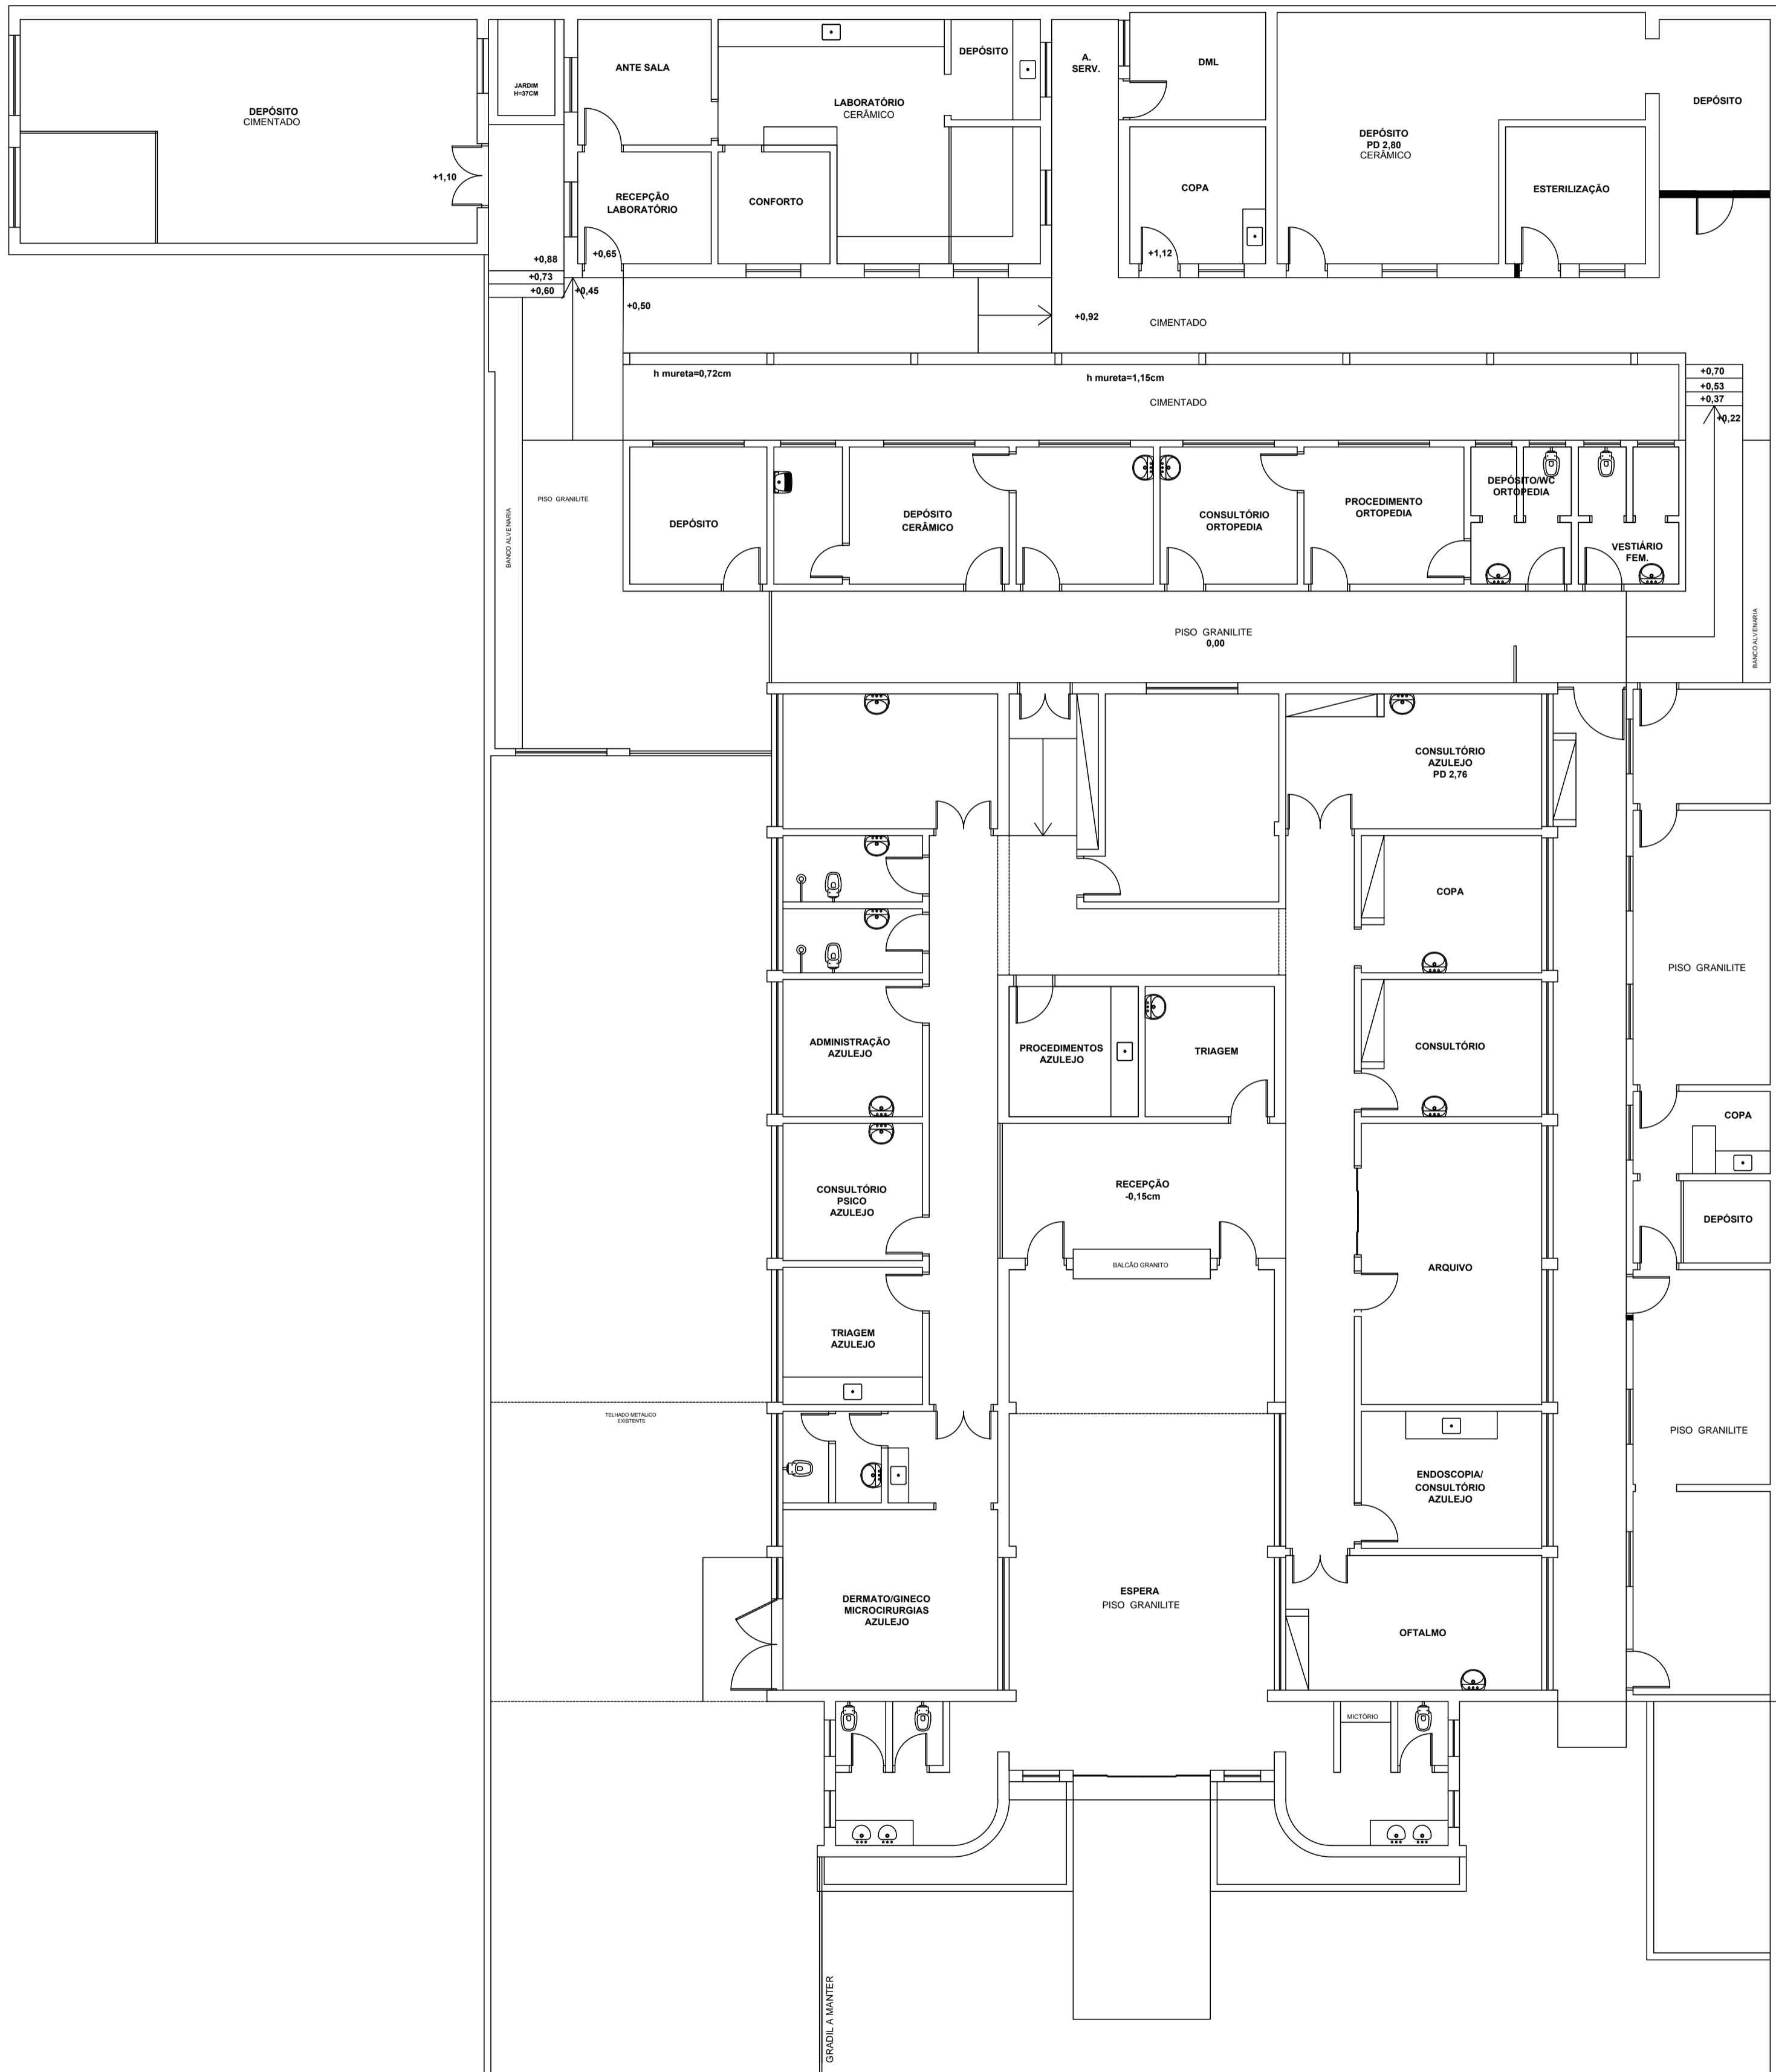 DEPÓSITO
CIMENTADO
JARDIM
H=37CM
ANTE SALA
LABORATÓRIO
CERÂMICO
DEPÓSITO
A.
SERV.
DML
DEPÓSITO
PD 2,80
CERÂMICO
DEPÓSITO
+1,10
RECEPÇÃO
LABORATÓRIO
CONFORTO
COPA
ESTERILIZAÇÃO
+0,88
+0,65
+1,12
+0,73
+0,60
+0,45
+0,50
+0,92
CIMENTADO
h mureta=0,72cm
h mureta=1,15cm
CIMENTADO
+0,70
+0,53
+0,37
+0,22
BANCO ALVENARIA
PISO GRANILITE
DEPÓSITO
DEPÓSITO
CERÂMICO
CONSULTÓRIO
ORTOPEDIA
PROCEDIMENTO
ORTOPEDIA
DEPÓSITO/WC
ORTOPEDIA
VESTIÁRIO
FEM.
PISO GRANILITE
0,00
BANCO ALVENARIA
CONSULTÓRIO
AZULEJO
PD 2,76
COPA
PISO GRANILITE
ADMINISTRAÇÃO
AZULEJO
PROCEDIMENTOS
AZULEJO
TRIAGEM
CONSULTÓRIO
COPA
CONSULTÓRIO
PSICO
AZULEJO
RECEPÇÃO
-0,15cm
DEPÓSITO
BALCÃO GRANITO
ARQUIVO
TRIAGEM
AZULEJO
TELHADO METÁLICO
EXISTENTE
PISO GRANILITE
ENDOSCOPIA/
CONSULTÓRIO
AZULEJO
DERMATO/GINECO
MICROCIRURGIAS
AZULEJO
ESPERA
PISO GRANILITE
OFTALMO
MICTÓRIO
GRADIL A MANTER